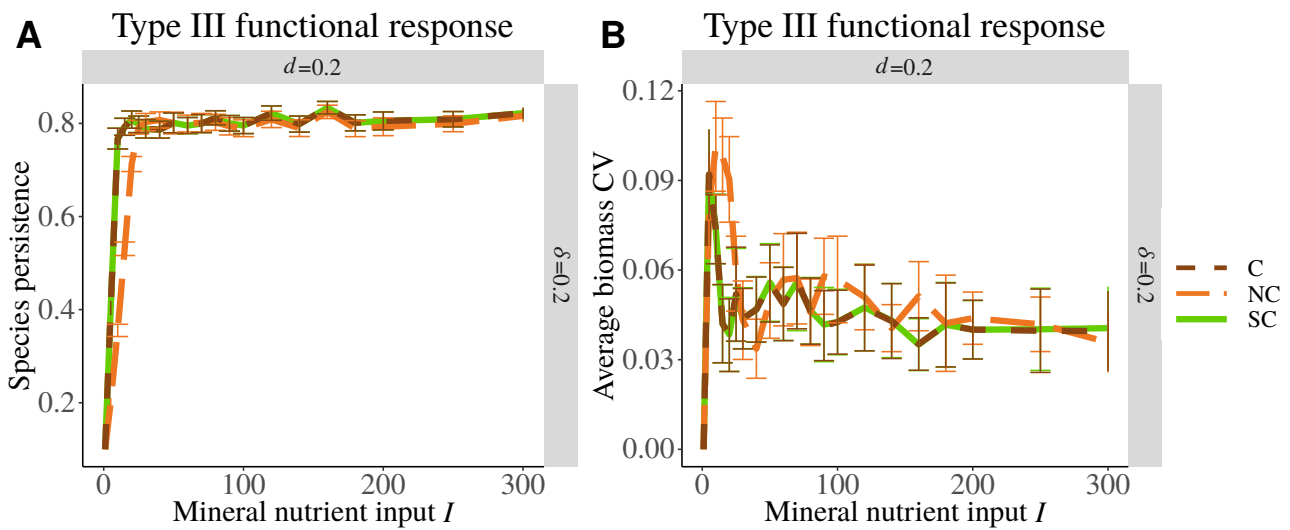 A
Type III functional response
d=0.2
Species persistence
0.8
0.6
0.4
0.2
0
100
200
300
Mineral nutrient input I
δ=0.2
B
Type III functional response
d=0.2
Average biomass CV
0.12
0.09
0.06
0.03
0.00
0
100
200
300
Mineral nutrient input I
δ=0.2
C
NC
SC